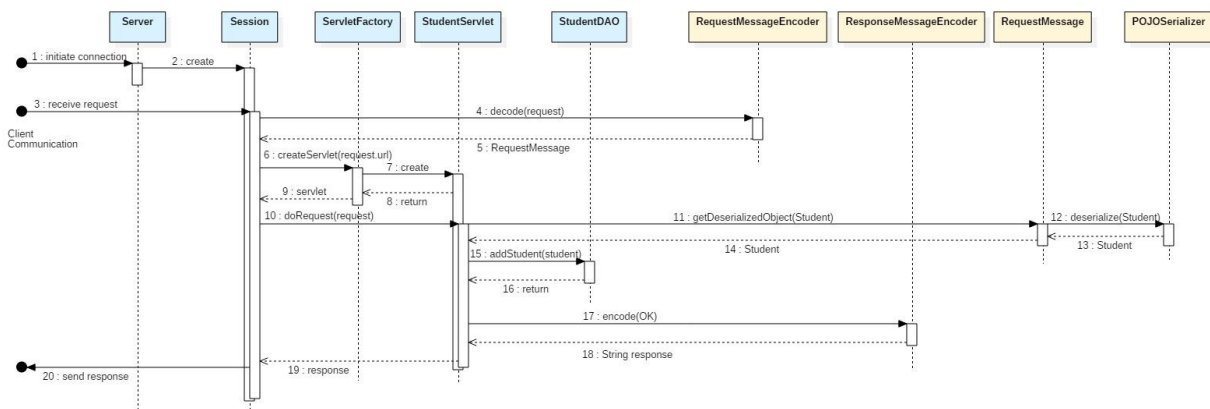 Server
Session
ServletFactory
StudentServlet
StudentDAO
RequestMessageEncoder
ResponseMessageEncoder
RequestMessage
POJOSerializer
1 : initiate connection
2 : create
3 : receive request
4 : decode(request)
Client
Communication
5 : RequestMessage
6 : createServlet(request.url)
7 : create
8 : return
9 : servlet
10 : doRequest(request)
11 : getDeserializedObject(Student)
12 : deserialize(Student)
13 : Student
14 : Student
15 : addStudent(student)
16 : return
17 : encode(OK)
18 : String response
19 : response
20 : send response